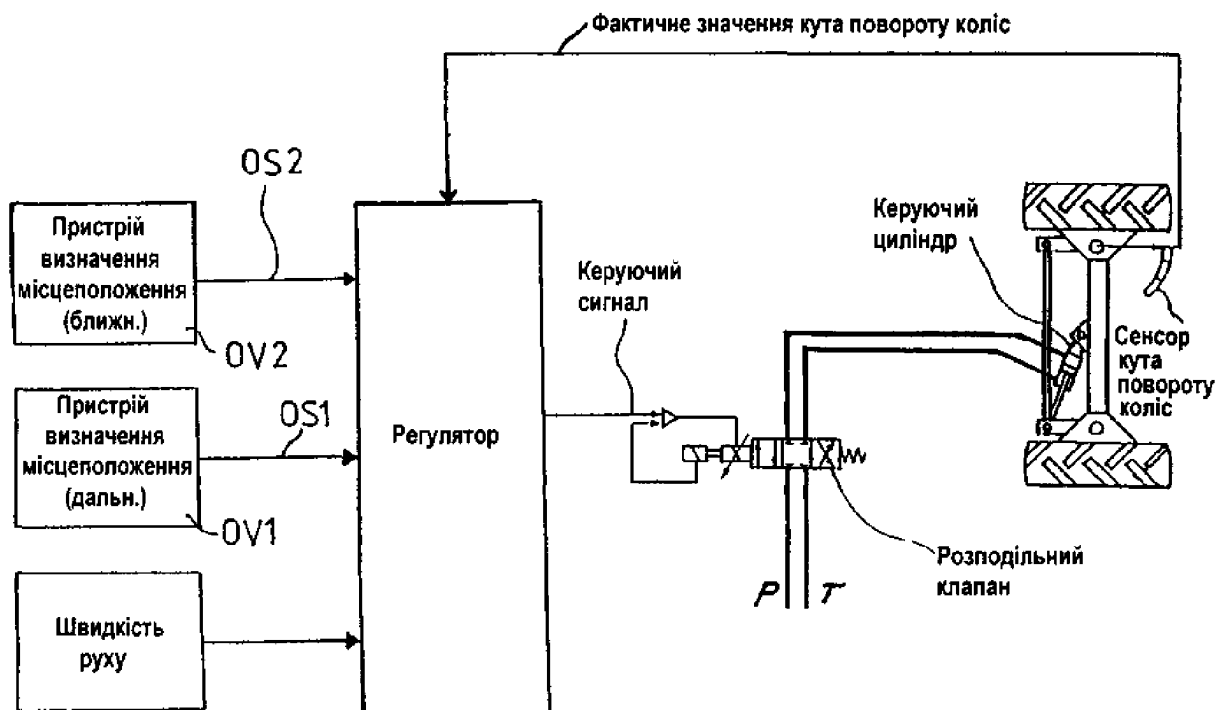 Фактичне значення кута повороту коліс
OS2
Пристрій
визначення
місцеположення
(ближн.)
OV2
Керуючий
циліндр
Керуючий
сигнал
Сенсор
кута
повороту
коліс
Пристрій
визначення
місцеположення
(дальн.)
OS1
OV1
Регулятор
Розподільний
клапан
P T
Швидкість
руху